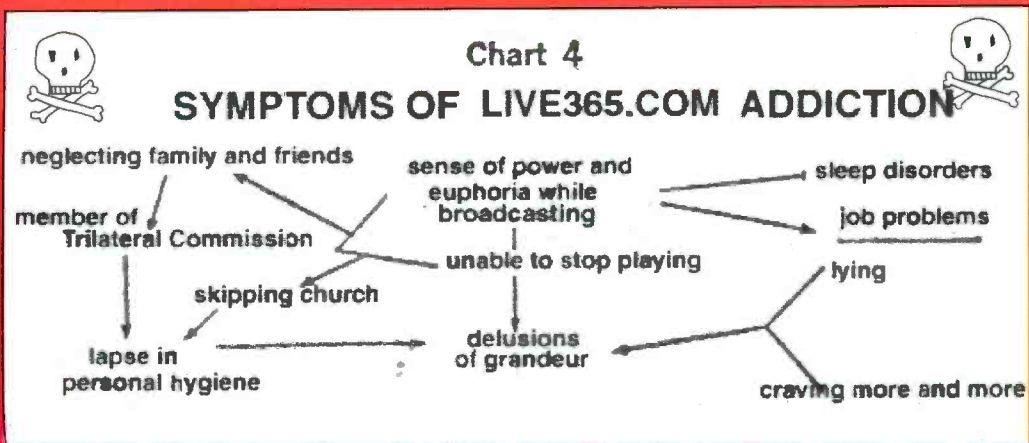 Chart 4
SYMPTOMS OF LIVE365.COM ADDICTION
neglecting family and friends
member of
Trilateral Commission
skipping church
lapse in
personal hygiene
sense of power and
euphoria while
broadcasting
unable to stop playing
delusions
of grandeur
sleep disorders
job problems
lying
craving more and more